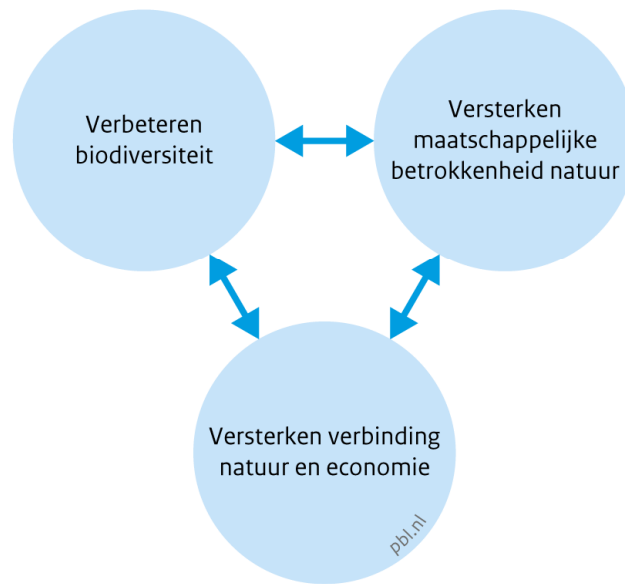 Verbeteren
biodiversiteit
Versterken
maatschappelijke
betrokkenheid natuur
Versterken verbinding
natuur en economie
pbl.nl